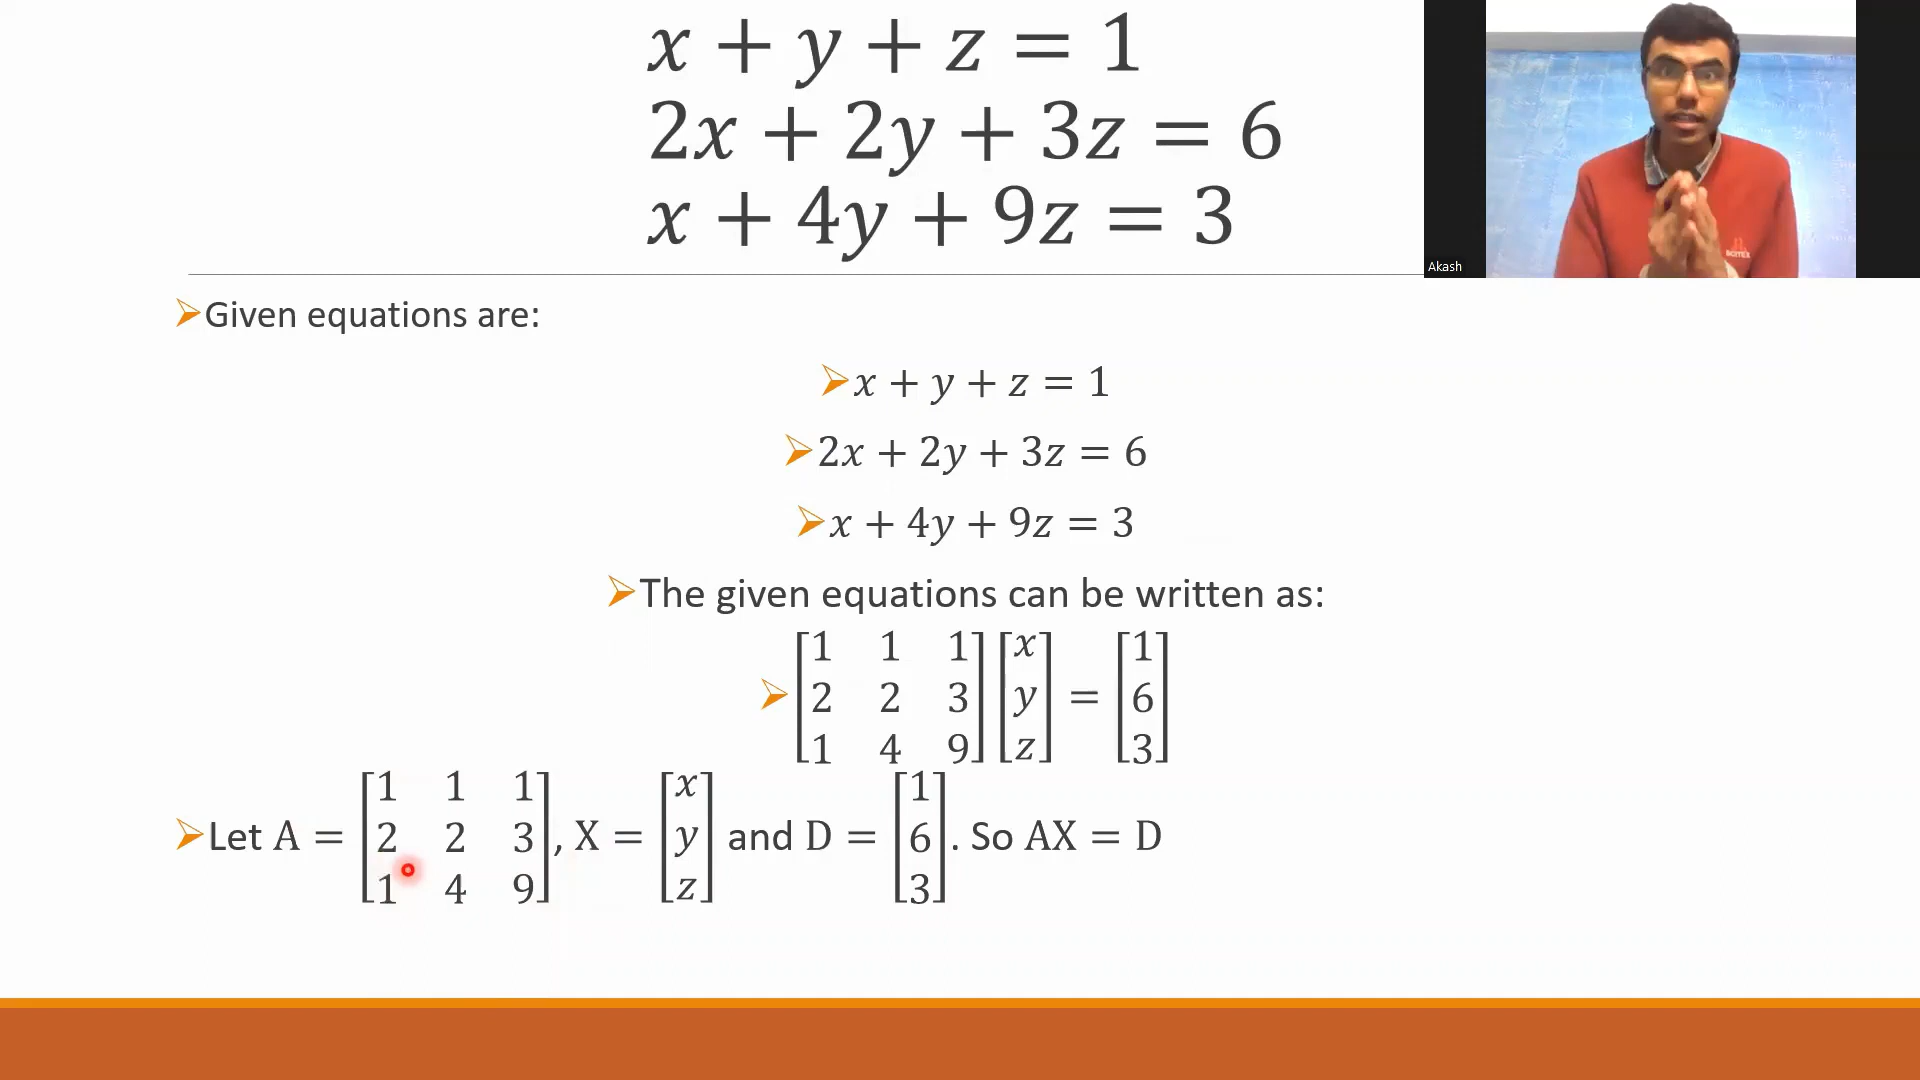 x + y + z = 1
2x + 2y + 3z = 6
x + 4y + 9z = 3
Akash
➢Given equations are:
➢x + y + z = 1
➢2x + 2y + 3z = 6
➢x + 4y + 9z = 3
➢The given equations can be written as:
➢[1 1 1; 2 2 3; 1 4 9] [x; y; z] = [1; 6; 3]
➢Let A = [1 1 1; 2 2 3; 1 4 9], X = [x; y; z] and D = [1; 6; 3]. So AX = D